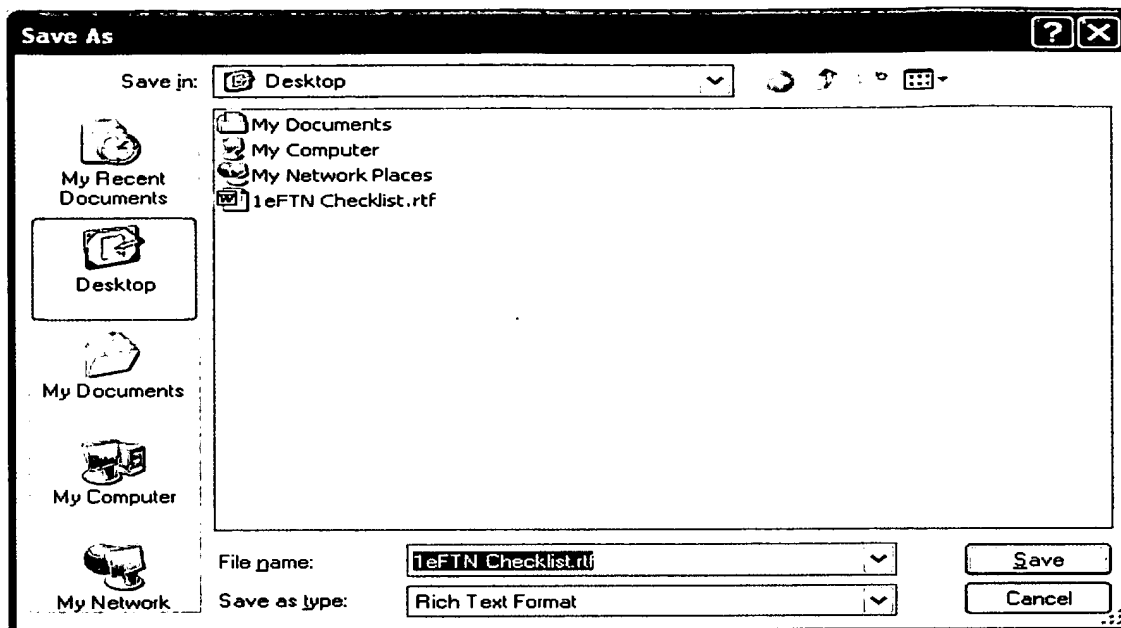 Save As
Save in: Desktop
My Recent
Documents
Desktop
My Documents
My Computer
My Network
My Documents
My Computer
My Network Places
1eFTN Checklist.rtf
File name: 1eFTN Checklist.rtf
Save as type: Rich Text Format
Save
Cancel